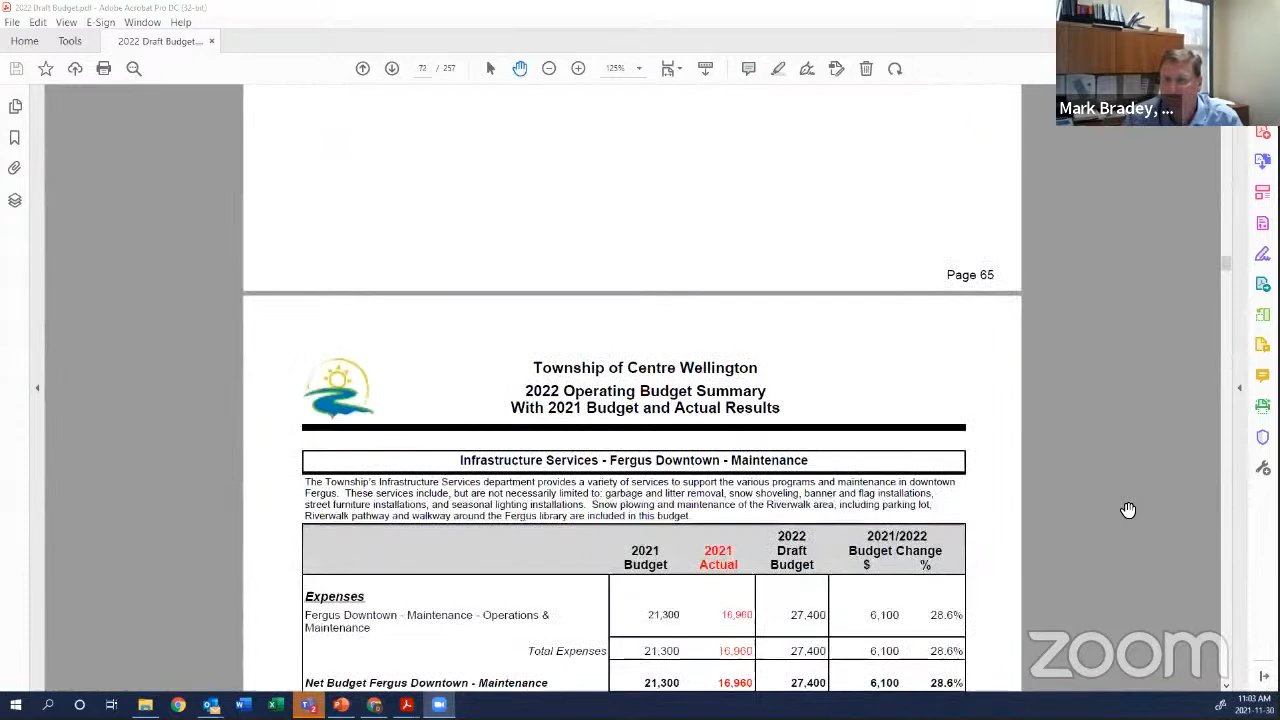 2022 Draft Budget.pdf - Adobe Acrobat Pro DC (32-bit)
File Edit View E-Sign Window Help
Home Tools 2022 Draft Budget... ×
73 / 257 125%
Mark Bradey, ...
Page 65
Township of Centre Wellington
2022 Operating Budget Summary
With 2021 Budget and Actual Results
Infrastructure Services - Fergus Downtown - Maintenance
The Township's Infrastructure Services department provides a variety of services to support the various programs and maintenance in downtown
Fergus. These services include, but are not necessarily limited to: garbage and litter removal, snow shoveling, banner and flag installations,
street furniture installations, and seasonal lighting installations. Snow plowing and maintenance of the Riverwalk area, including parking lot,
Riverwalk pathway and walkway around the Fergus library are included in this budget.
2022 2021/2022
2021 2021 Draft Budget Change
Budget Actual Budget $ %
Expenses
Fergus Downtown - Maintenance - Operations & 21,300 16,960 27,400 6,100 28.6%
Maintenance
Total Expenses 21,300 16,960 27,400 6,100 28.6%
Net Budget Fergus Downtown - Maintenance 21,300 16,960 27,400 6,100 28.6%
zoom
11:03 AM
2021-11-30